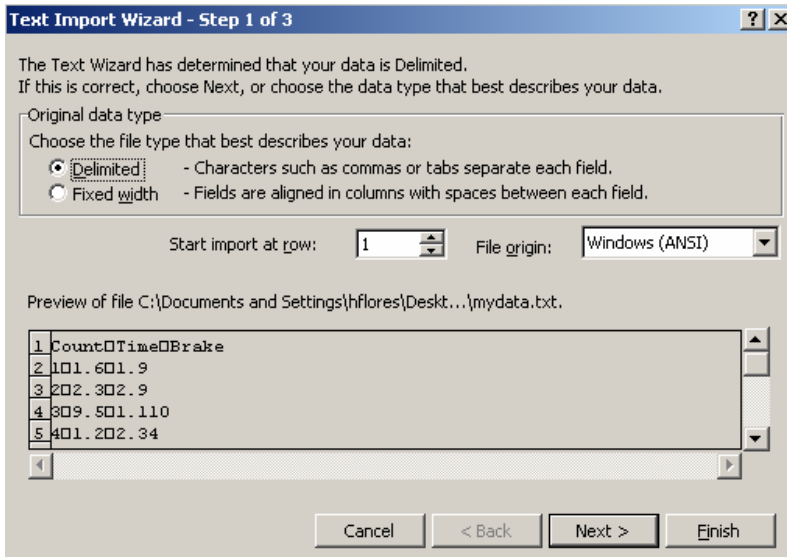 Text Import Wizard - Step 1 of 3
The Text Wizard has determined that your data is Delimited.
If this is correct, choose Next, or choose the data type that best describes your data.
Original data type
Choose the file type that best describes your data:
Delimited - Characters such as commas or tabs separate each field.
Fixed width - Fields are aligned in columns with spaces between each field.
Start import at row: 1 File origin: Windows (ANSI)
Preview of file C:\Documents and Settings\hflores\Deskt...\mydata.txt.
1 Count□Time□Brake
2 1□1.6□1.9
3 2□2.3□2.9
4 3□9.5□1.110
5 4□1.2□2.34
Cancel < Back Next > Finish